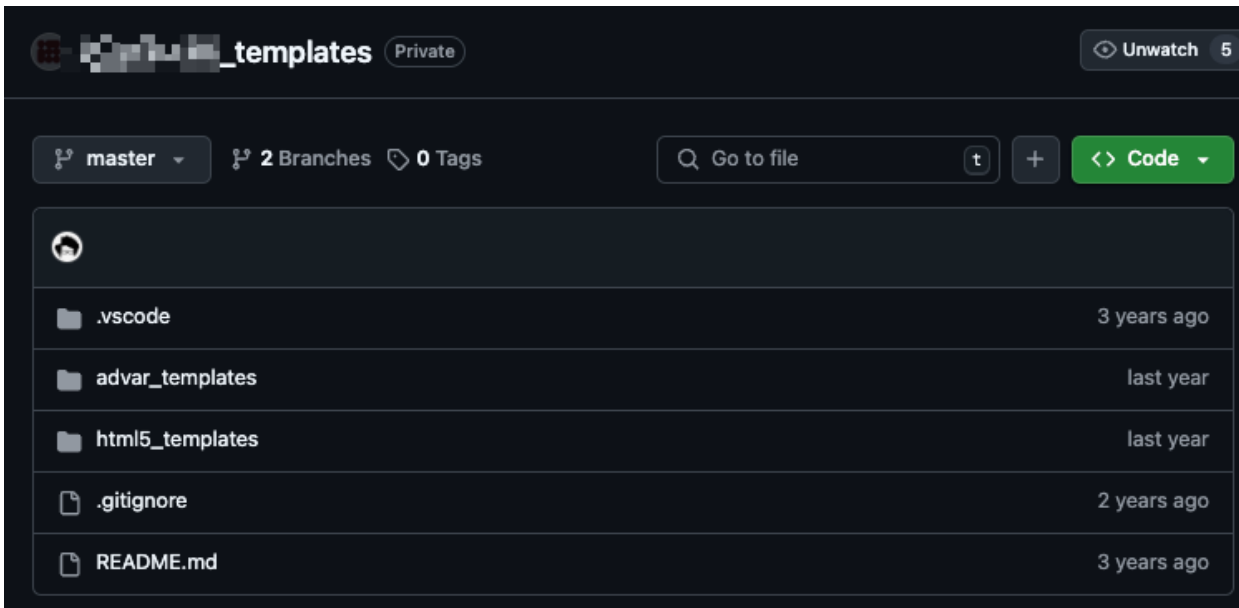 _templates Private Unwatch 5
master 2 Branches 0 Tags Go to file t + <> Code
.vscode 3 years ago
advar_templates last year
html5_templates last year
.gitignore 2 years ago
README.md 3 years ago